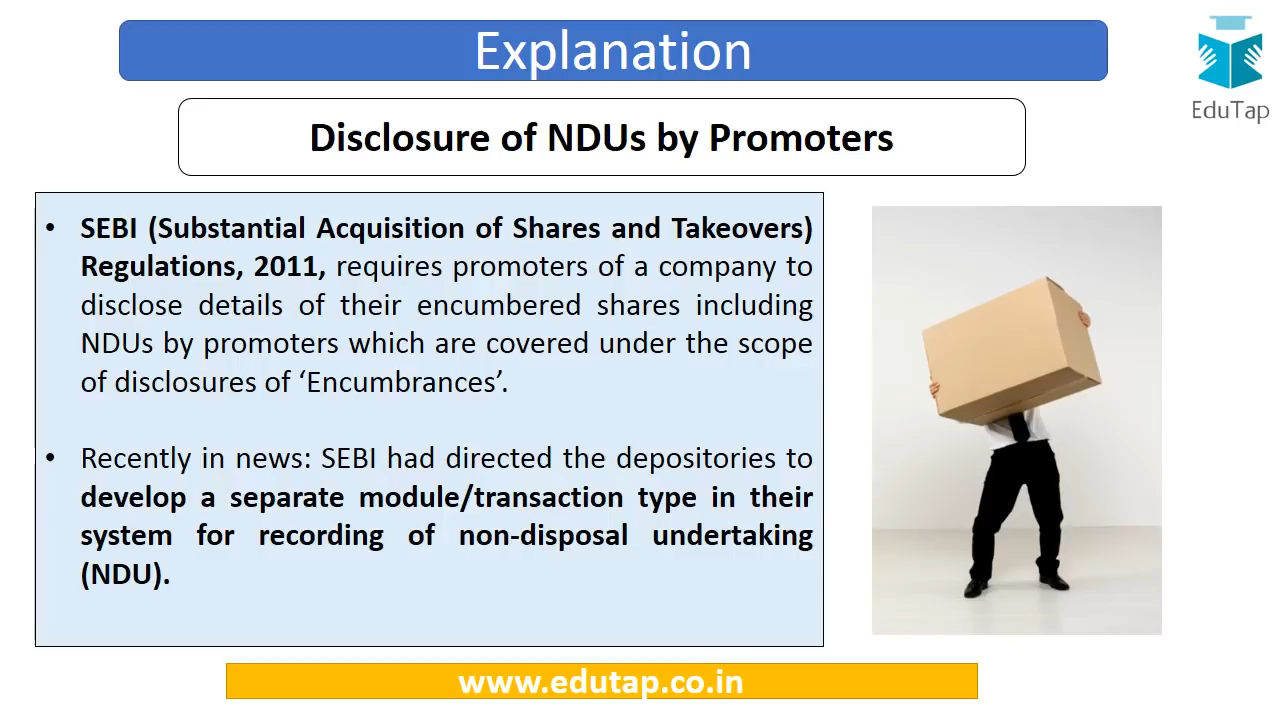 Explanation
EduTap
Disclosure of NDUs by Promoters
• SEBI (Substantial Acquisition of Shares and Takeovers)
Regulations, 2011, requires promoters of a company to
disclose details of their encumbered shares including
NDUs by promoters which are covered under the scope
of disclosures of ‘Encumbrances’.
• Recently in news: SEBI had directed the depositories to
develop a separate module/transaction type in their
system for recording of non-disposal undertaking
(NDU).
www.edutap.co.in